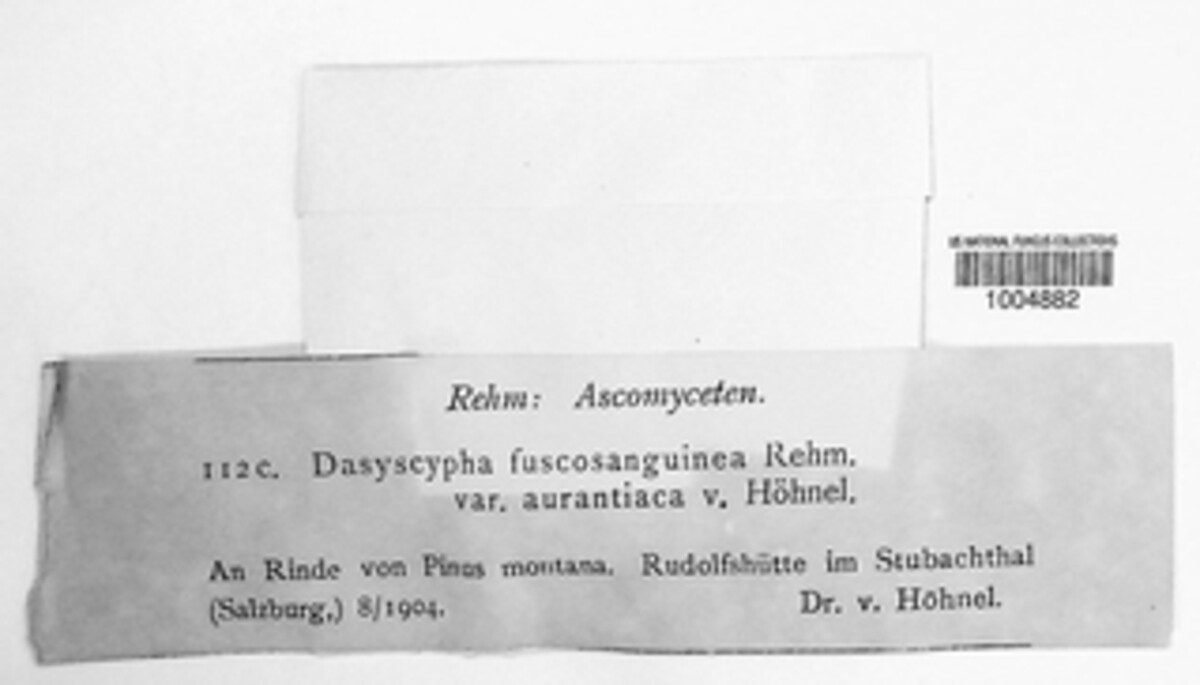 US NATIONAL FUNGUS COLLECTIONS
1004882
Rehm: Ascomyceten.
112c. Dasyscypha fuscosanguinea Rehm.
var. aurantiaca v. Höhnel.
An Rinde von Pinus montana. Rudolfshütte im Stubachthal
(Salzburg,) 8/1904. Dr. v. Höhnel.